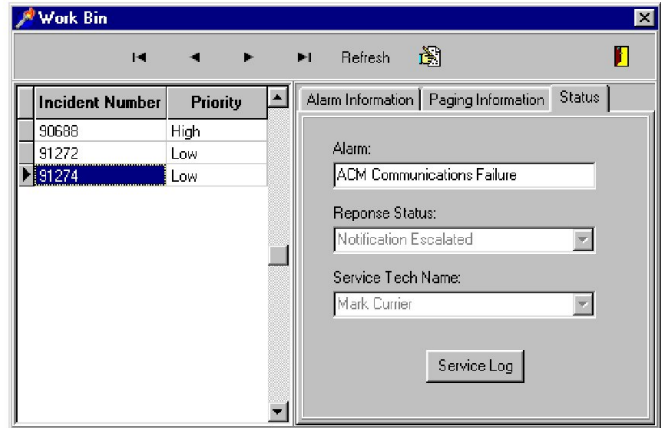 Work Bin
Refresh
Incident Number Priority
90688 High
91272 Low
91274 Low
Alarm Information Paging Information Status
Alarm:
ACM Communications Failure
Reponse Status:
Notification Escalated
Service Tech Name:
Mark Currier
Service Log